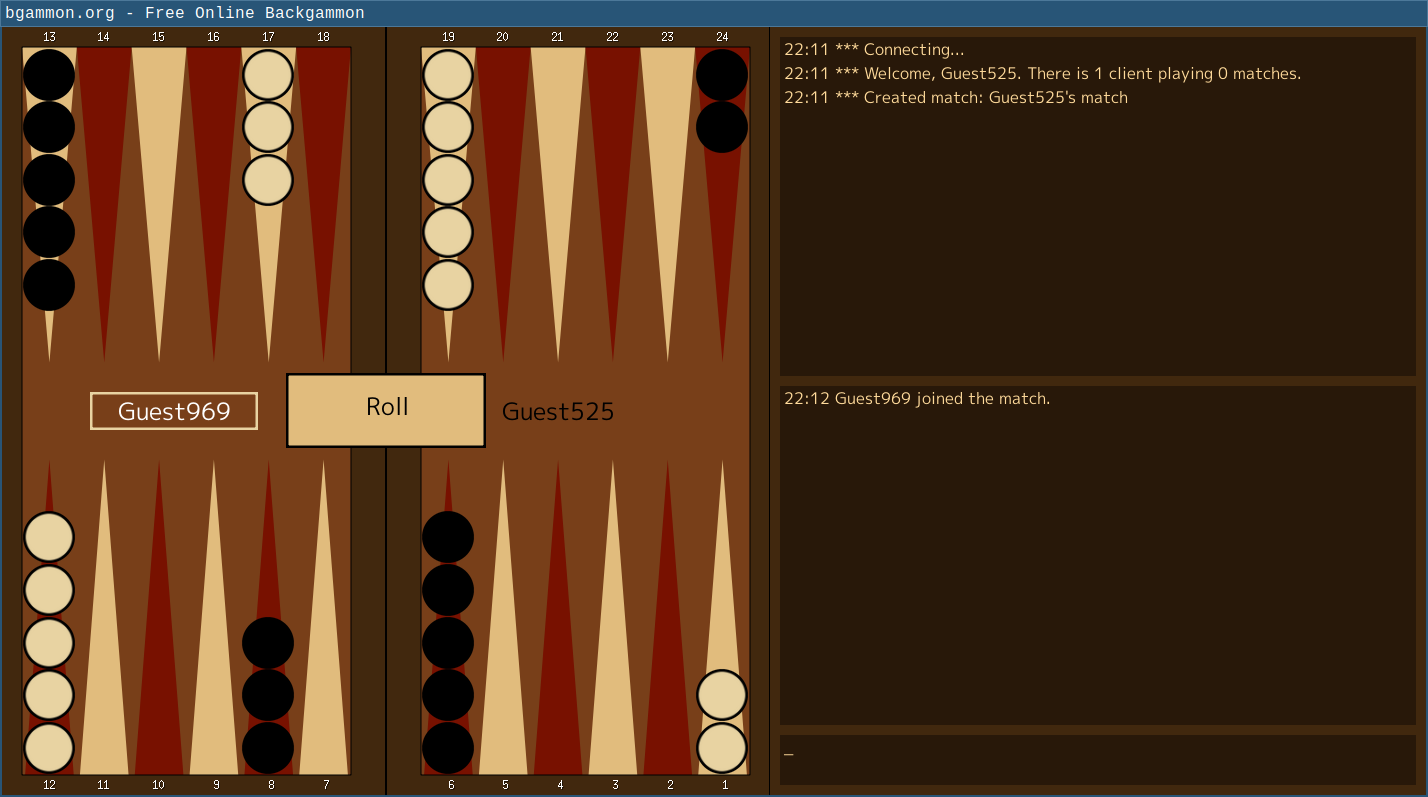 bgammon.org - Free Online Backgammon
13 14 15 16 17 18 19 20 21 22 23 24
Guest969
Roll
Guest525
12 11 10 9 8 7 6 5 4 3 2 1
22:11 *** Connecting...
22:11 *** Welcome, Guest525. There is 1 client playing 0 matches.
22:11 *** Created match: Guest525's match
22:12 Guest969 joined the match.
_